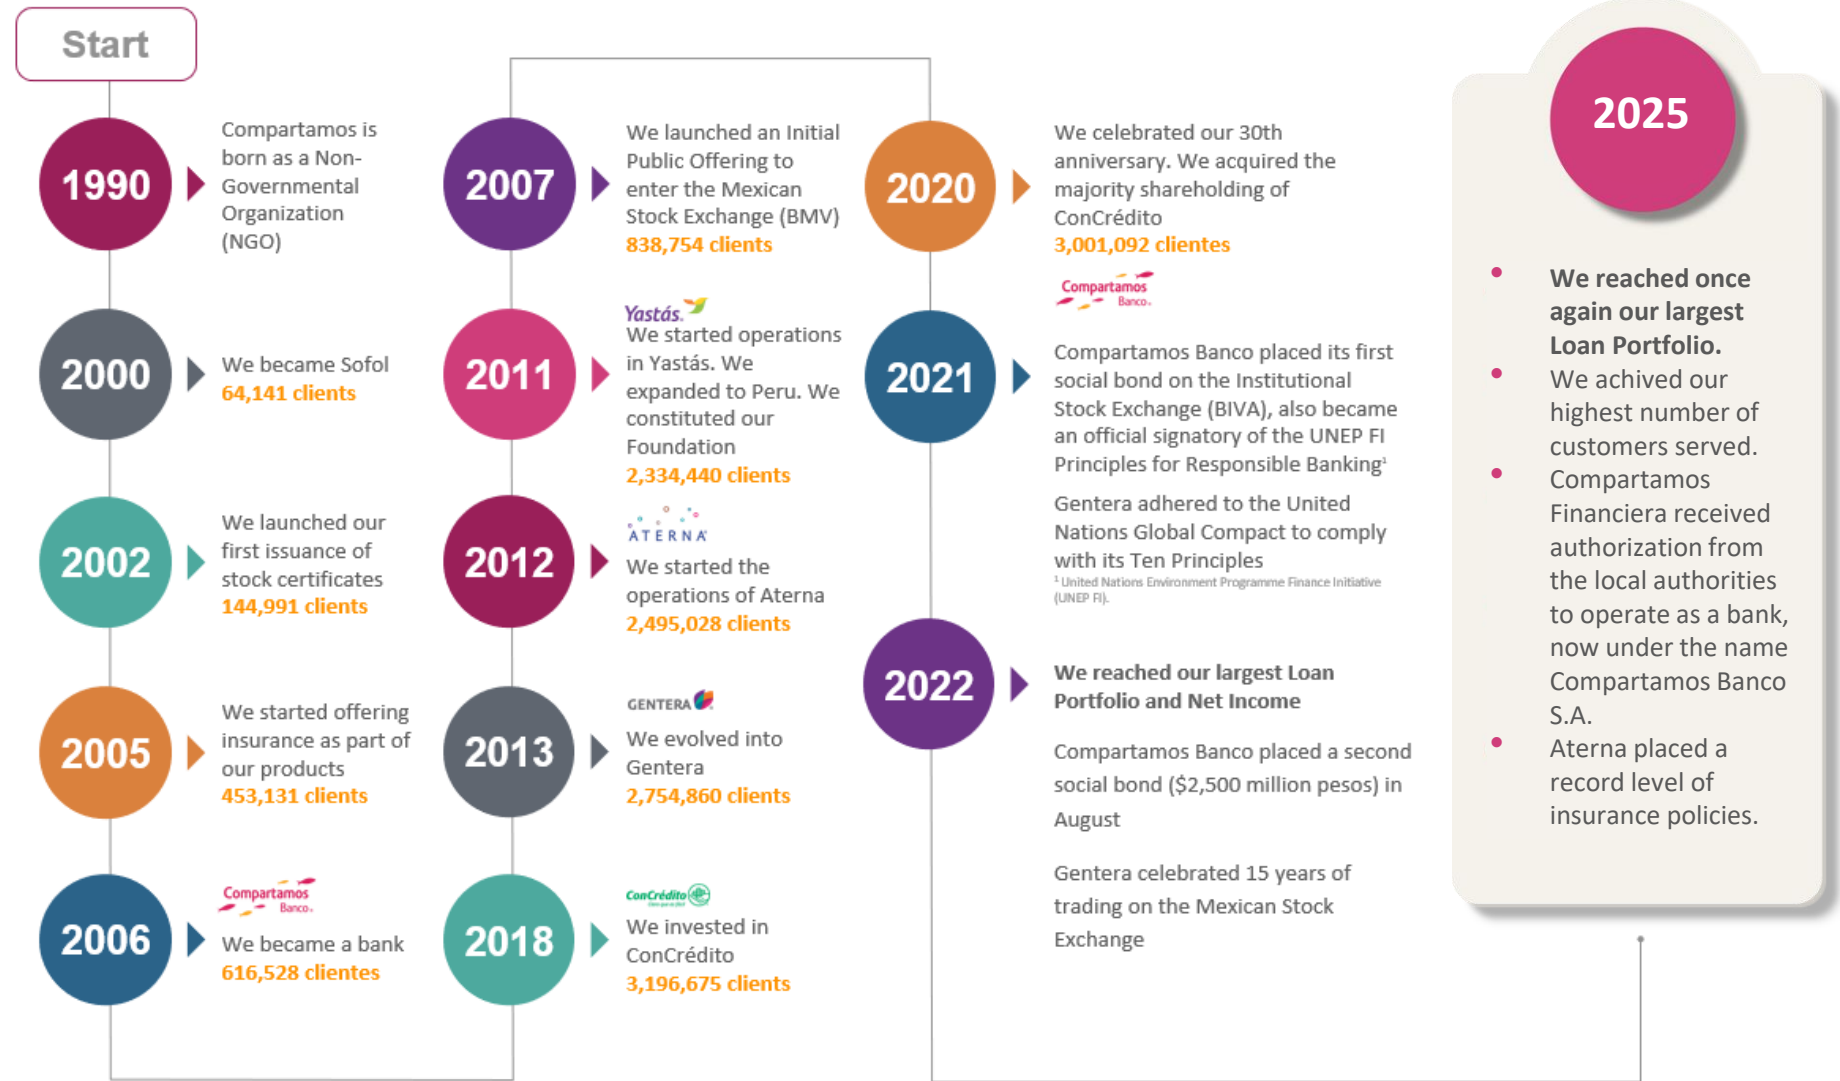 Start
1990
Compartamos is
born as a Non-
Governmental
Organization
(NGO)
2000
We became Sofol
64,141 clients
2002
We launched our
first issuance of
stock certificates
144,991 clients
2005
We started offering
insurance as part of
our products
453,131 clients
2006
Compartamos
Banco
We became a bank
616,528 clientes
2007
We launched an Initial
Public Offering to
enter the Mexican
Stock Exchange (BMV)
838,754 clients
2011
Yastás.
We started operations
in Yastás. We
expanded to Peru. We
constituted our
Foundation
2,334,440 clients
2012
ATERNA
We started the
operations of Aterna
2,495,028 clients
2013
GENTERA
We evolved into
Gentera
2,754,860 clients
2018
ConCrédito
We invested in
ConCrédito
3,196,675 clients
2020
We celebrated our 30th
anniversary. We acquired the
majority shareholding of
ConCrédito
3,001,092 clientes
2021
Compartamos
Banco
Compartamos Banco placed its first
social bond on the Institutional
Stock Exchange (BIVA), also became
an official signatory of the UNEP FI
Principles for Responsible Banking¹
Gentera adhered to the United
Nations Global Compact to comply
with its Ten Principles
¹ United Nations Environment Programme Finance Initiative
(UNEP FI).
2022
We reached our largest Loan
Portfolio and Net Income
Compartamos Banco placed a second
social bond ($2,500 million pesos) in
August
Gentera celebrated 15 years of
trading on the Mexican Stock
Exchange
2025
• We reached once
again our largest
Loan Portfolio.
• We achived our
highest number of
customers served.
• Compartamos
Financiera received
authorization from
the local authorities
to operate as a bank,
now under the name
Compartamos Banco
S.A.
• Aterna placed a
record level of
insurance policies.